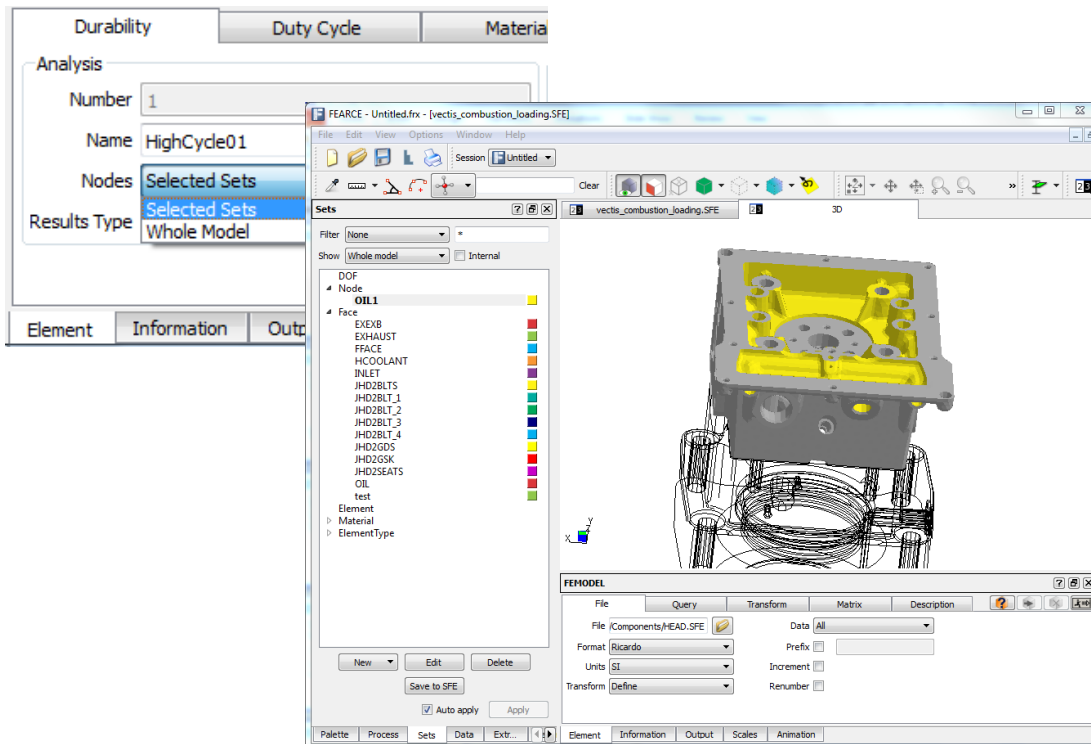 Durability Duty Cycle Materia
Analysis
Number 1
Name HighCycle01
Nodes Selected Sets
Selected Sets
Results Type Whole Model
Element Information Outp
FEARCE - Untitled.frx - [vectis_combustion_loading.SFE]
File Edit View Options Window Help
Session Untitled
Clear
Sets
vectis_combustion_loading.SFE 3D
Filter None *
Show Whole model Internal
DOF
Node
OIL1
Face
EXEXB
EXHAUST
FFACE
HCOOLANT
INLET
JHD2BLTS
JHD2BLT_1
JHD2BLT_2
JHD2BLT_3
JHD2BLT_4
JHD2GDS
JHD2GSK
JHD2SEATS
OIL
test
Element
Material
ElementType
New Edit Delete
Save to SFE
Auto apply Apply
Palette Process Sets Data Extr...
Y
Z
X
FEMODEL
File Query Transform Matrix Description
File /Components/HEAD.SFE Data All
Format Ricardo Prefix
Units SI Increment
Transform Define Renumber
Element Information Output Scales Animation